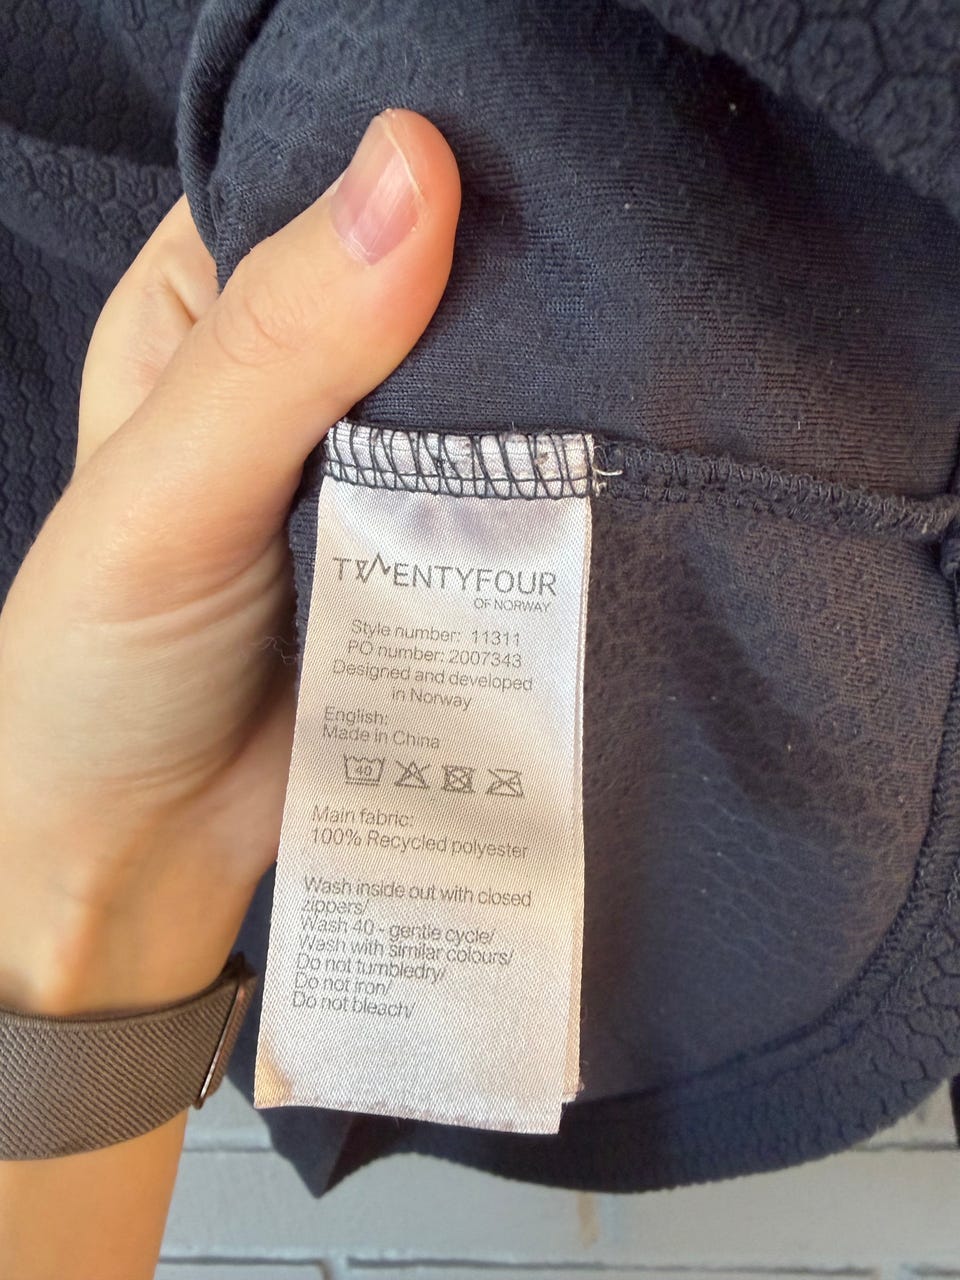 TWENTYFOUR
OF NORWAY
Style number: 11311
PO number: 2007343
Designed and developed
in Norway
English:
Made in China
40
Main fabric:
100% Recycled polyester
Wash inside out with closed
zippers/
Wash 40 - gentle cycle/
Wash with similar colours/
Do not tumbledry/
Do not iron/
Do not bleach/